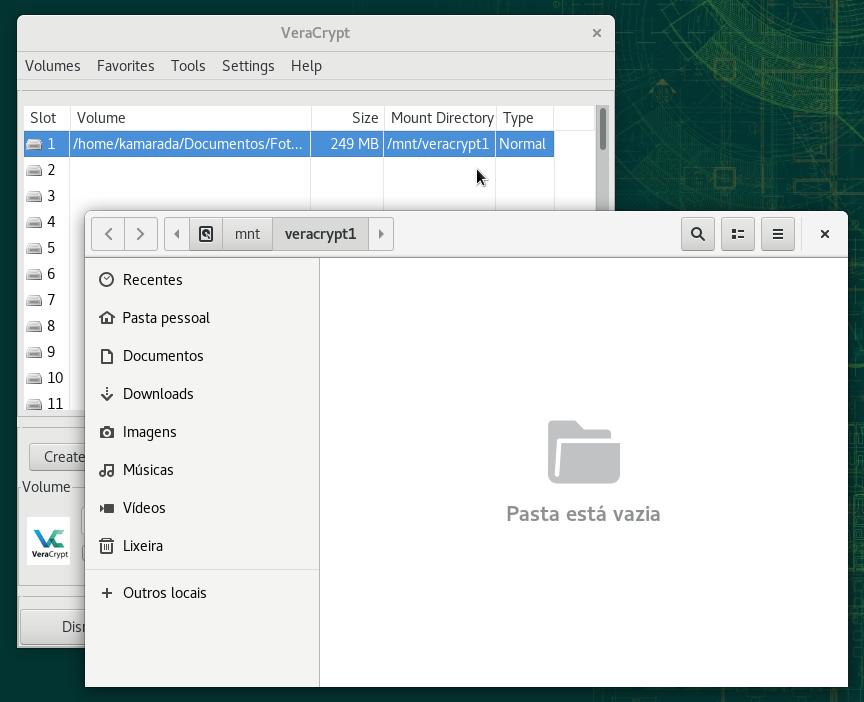 VeraCrypt
Volumes Favorites Tools Settings Help
Slot Volume Size Mount Directory Type
1 /home/kamarada/Documentos/Fot... 249 MB /mnt/veracrypt1 Normal
2
3
4
5
6
7
8
9
10
11
Create
Volume
VeraCrypt
mnt veracrypt1
Recentes
Pasta pessoal
Documentos
Downloads
Imagens
Músicas
Vídeos
Lixeira
Outros locais
Pasta está vazia